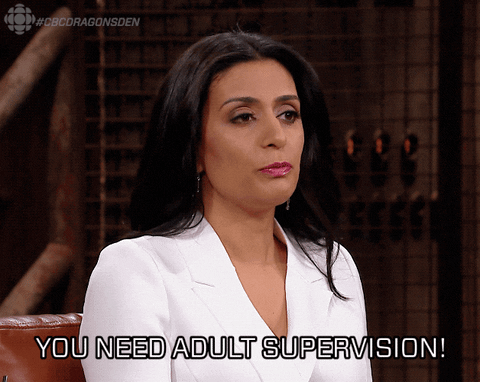 #CBCDRAGONSDEN
YOU NEED ADULT SUPERVISION!